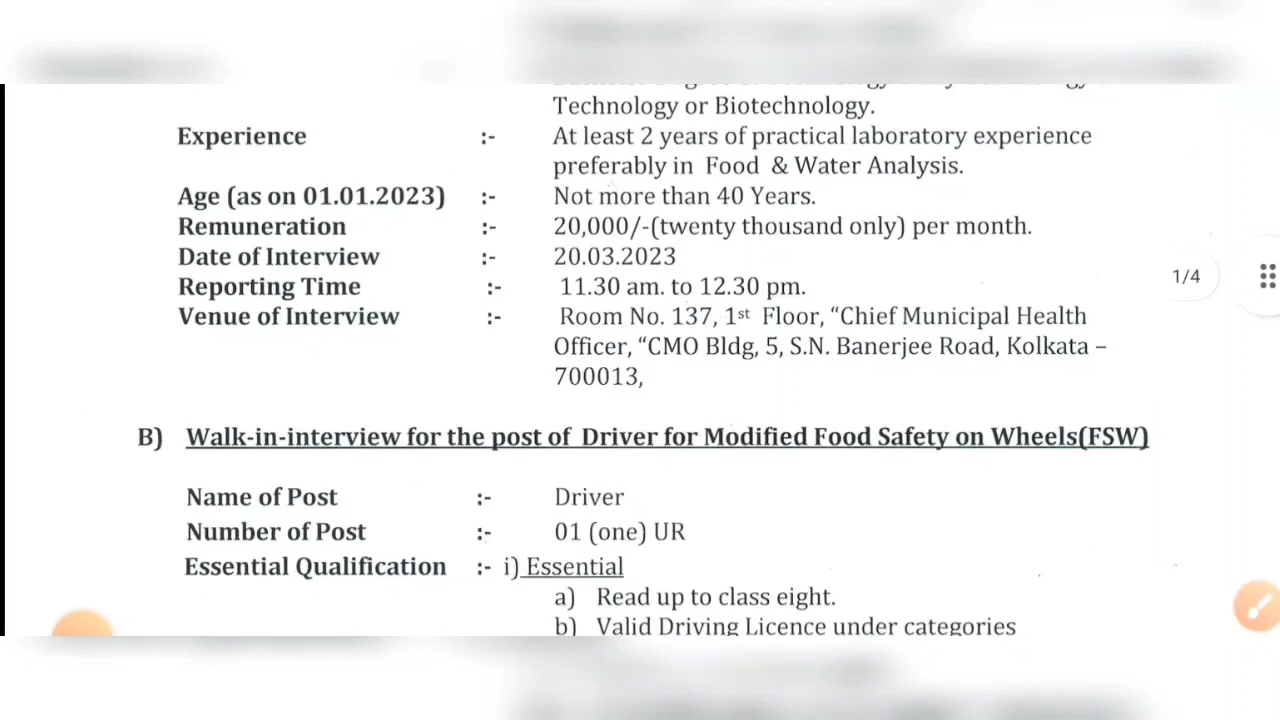 Technology or Biotechnology.
Experience :- At least 2 years of practical laboratory experience
preferably in Food & Water Analysis.
Age (as on 01.01.2023) :- Not more than 40 Years.
Remuneration :- 20,000/-(twenty thousand only) per month.
Date of Interview :- 20.03.2023
Reporting Time :- 11.30 am. to 12.30 pm.
Venue of Interview :- Room No. 137, 1st Floor, “Chief Municipal Health
Officer, “CMO Bldg, 5, S.N. Banerjee Road, Kolkata –
700013,
1/4
B) Walk-in-interview for the post of Driver for Modified Food Safety on Wheels(FSW)
Name of Post :- Driver
Number of Post :- 01 (one) UR
Essential Qualification :- i) Essential
a) Read up to class eight.
b) Valid Driving Licence under categories